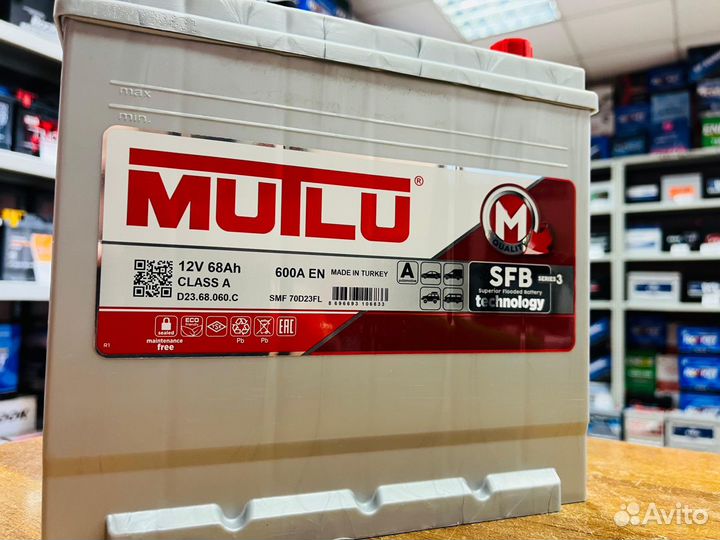 max
min.
MUTLU®
M
QUALITY
12V 68Ah
CLASS A
D23.68.060.C
600A EN
MADE IN TURKEY
SMF 70D23FL
A
SFB SERIES 3
Superior Flooded Battery
technology
sealed
maintenance
free
ECO
Pb
Pb
EAC
R1
Avito